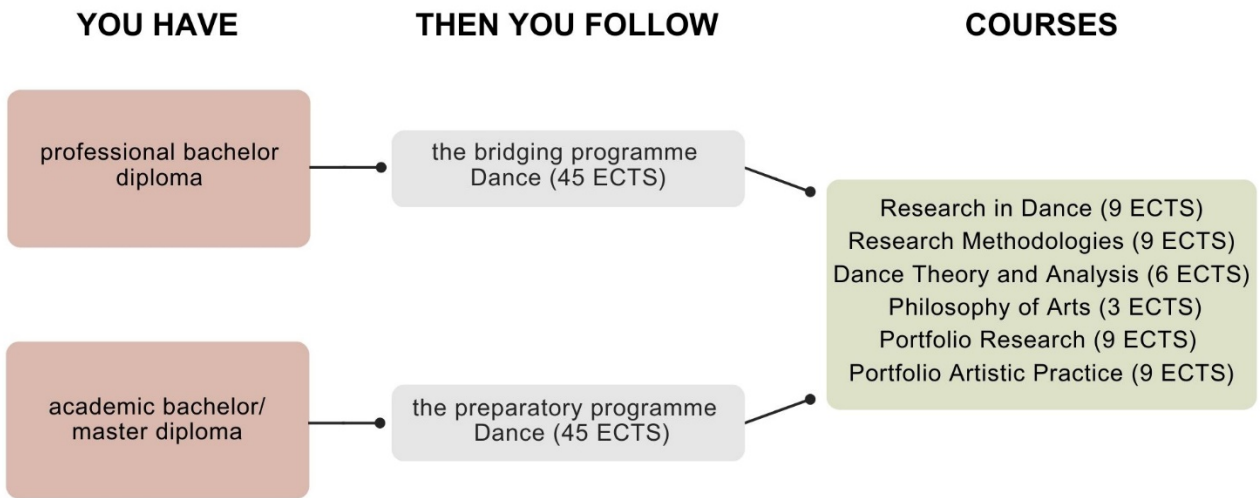 YOU HAVE
THEN YOU FOLLOW
COURSES
professional bachelor
diploma
the bridging programme
Dance (45 ECTS)
academic bachelor/
master diploma
the preparatory programme
Dance (45 ECTS)
Research in Dance (9 ECTS)
Research Methodologies (9 ECTS)
Dance Theory and Analysis (6 ECTS)
Philosophy of Arts (3 ECTS)
Portfolio Research (9 ECTS)
Portfolio Artistic Practice (9 ECTS)